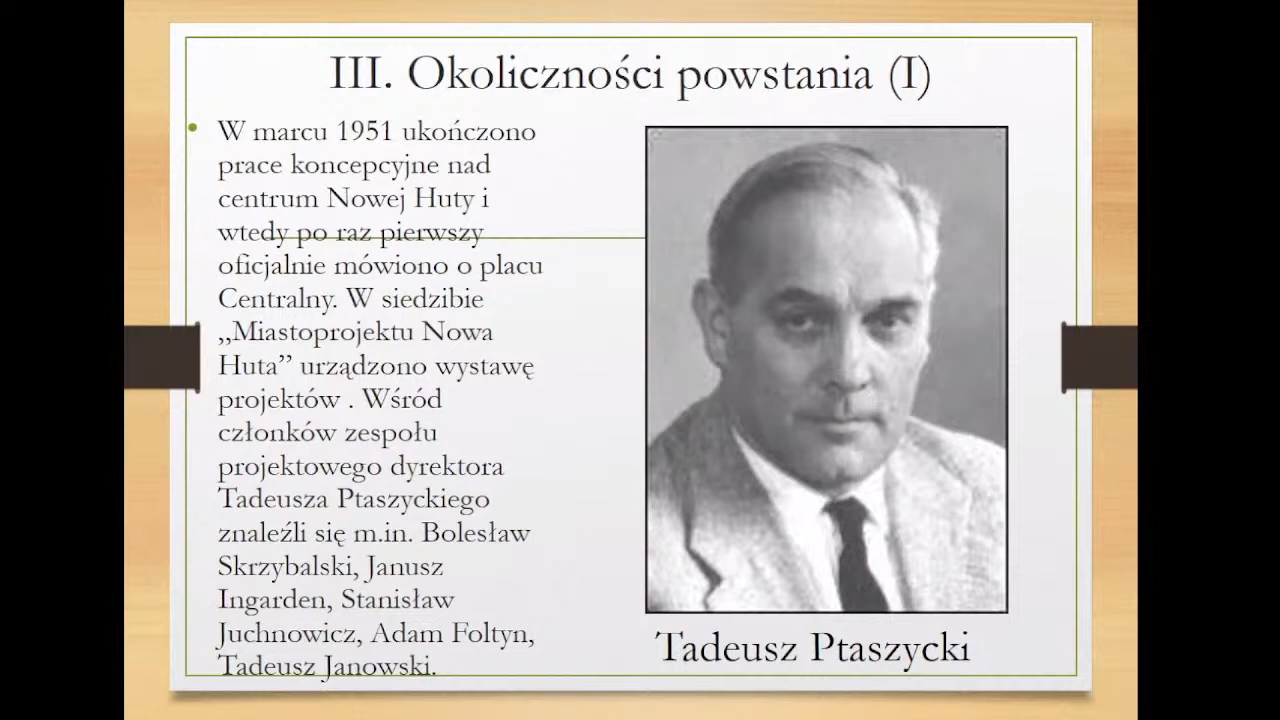 III. Okoliczności powstania (I)
• W marcu 1951 ukończono
prace koncepcyjne nad
centrum Nowej Huty i
wtedy po raz pierwszy
oficjalnie mówiono o placu
Centralny. W siedzibie
„Miastoprojektu Nowa
Huta” urządzono wystawę
projektów . Wśród
członków zespołu
projektowego dyrektora
Tadeusza Ptaszyckiego
znaleźli się m.in. Bolesław
Skrzybalski, Janusz
Ingarden, Stanisław
Juchnowicz, Adam Foltyn,
Tadeusz Janowski.
Tadeusz Ptaszycki